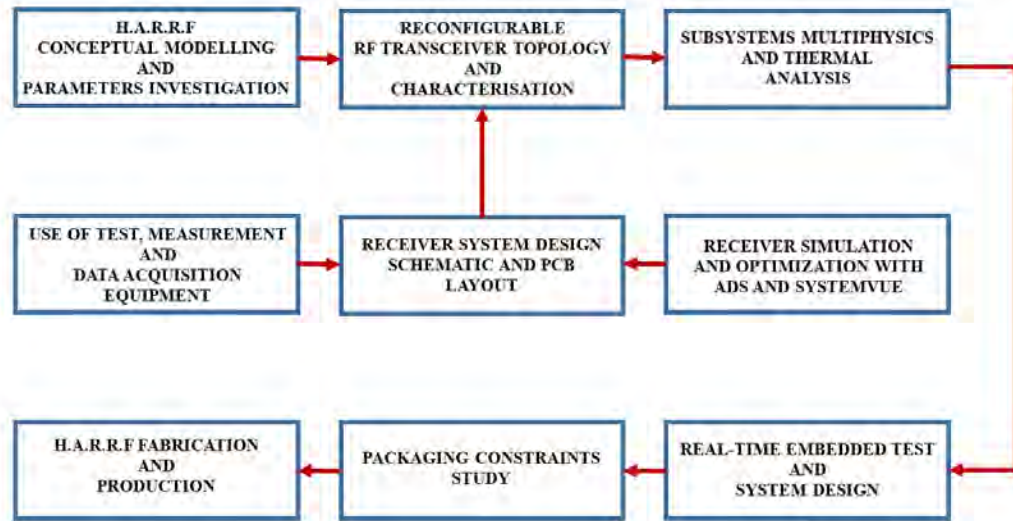 H.A.R.R.F
CONCEPTUAL MODELLING
AND
PARAMETERS INVESTIGATION
RECONFIGURABLE
RF TRANSCEIVER TOPOLOGY
AND
CHARACTERISATION
SUBSYSTEMS MULTIPHYSICS
AND THERMAL
ANALYSIS
USE OF TEST, MEASUREMENT
AND
DATA ACQUISITION
EQUIPMENT
RECEIVER SYSTEM DESIGN
SCHEMATIC AND PCB
LAYOUT
RECEIVER SIMULATION
AND OPTIMIZATION WITH
ADS AND SYSTEMVUE
H.A.R.R.F FABRICATION
AND
PRODUCTION
PACKAGING CONSTRAINTS
STUDY
REAL-TIME EMBEDDED TEST
AND
SYSTEM DESIGN